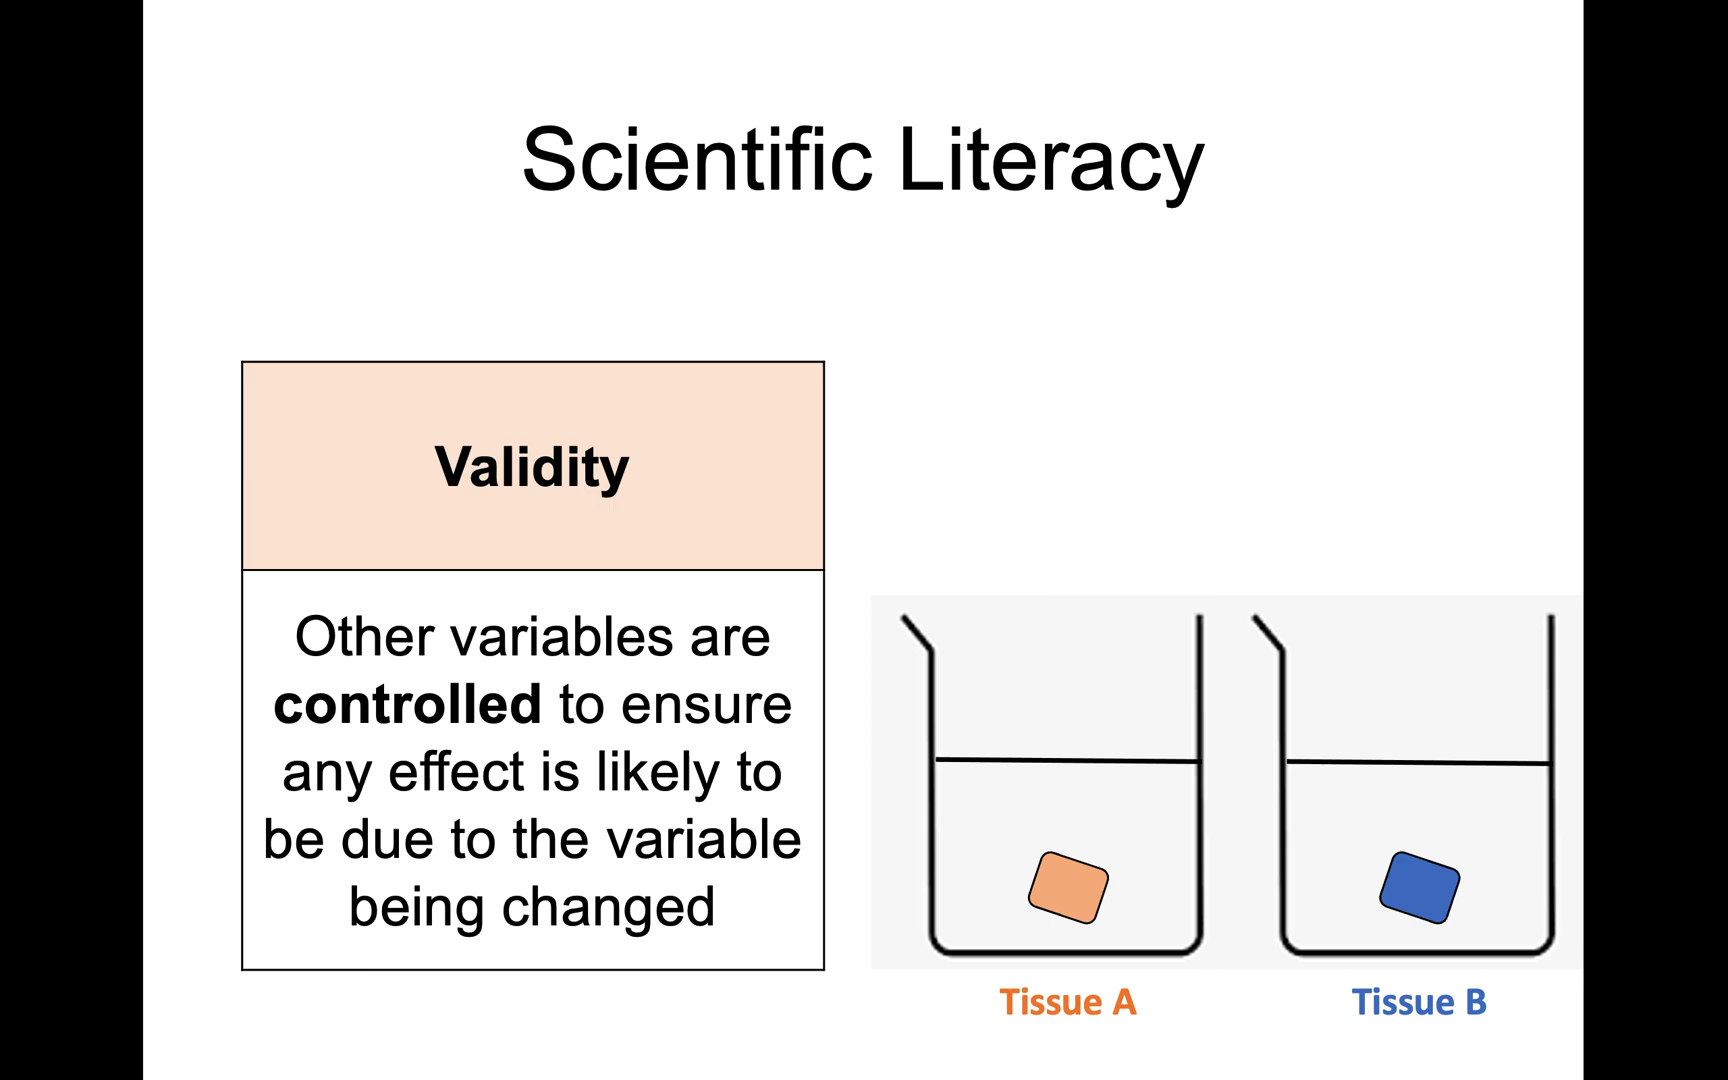 Scientific Literacy
Validity
Other variables are
controlled to ensure
any effect is likely to
be due to the variable
being changed
Tissue A
Tissue B